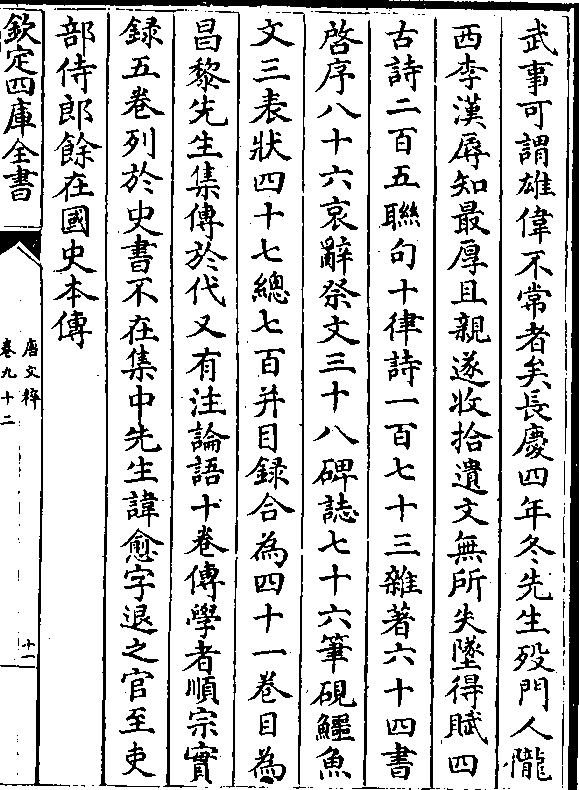 武事可謂雄偉不常者矣長慶四年冬先生歿門人隴
西李漢辱知最厚且親遂收拾遺文無所失墜得賦四
古詩二百五聯句十律詩一百七十三雜著六十四書
啓序八十六哀辭祭文三十八碑誌七十六筆硯鱷魚
文三表狀四十七總七百并目録合為四十一卷目為
昌黎先生集傳於代又有注論語十卷傳學者順宗實
録五卷列於史書不在集中先生諱愈字退之官至吏
部侍郎餘在國史本傳
欽定四庫全書
唐文粹
卷九十二
十一